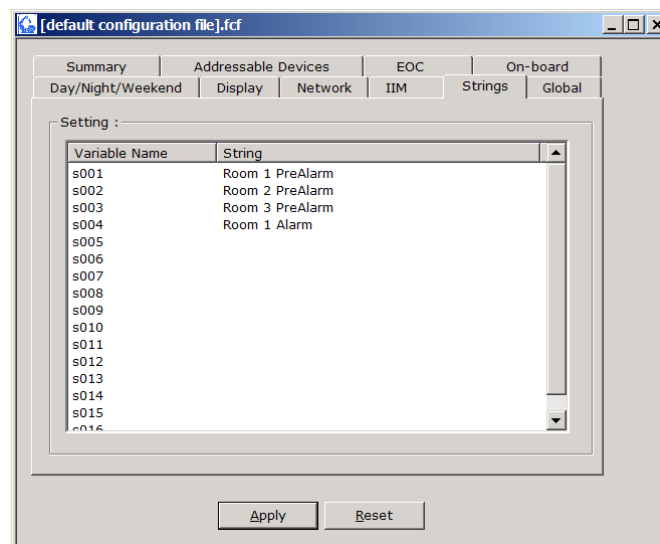 [default configuration file].fcf
Summary Addressable Devices EOC On-board
Day/Night/Weekend Display Network IIM Strings Global
Setting :
Variable Name String
s001 Room 1 PreAlarm
s002 Room 2 PreAlarm
s003 Room 3 PreAlarm
s004 Room 1 Alarm
s005
s006
s007
s008
s009
s010
s011
s012
s013
s014
s015
s016
Apply Reset